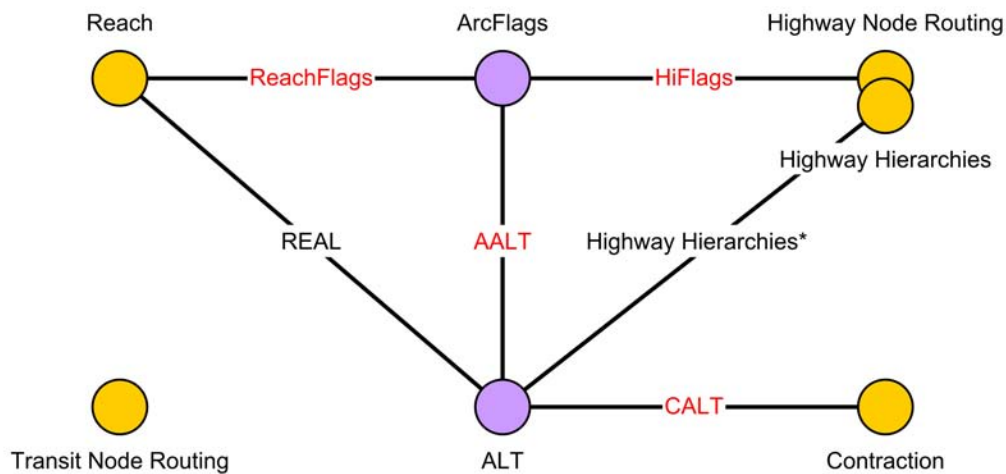 Reach
ArcFlags
Highway Node Routing
ReachFlags
HiFlags
Highway Hierarchies
REAL
AALT
Highway Hierarchies*
CALT
Transit Node Routing
ALT
Contraction